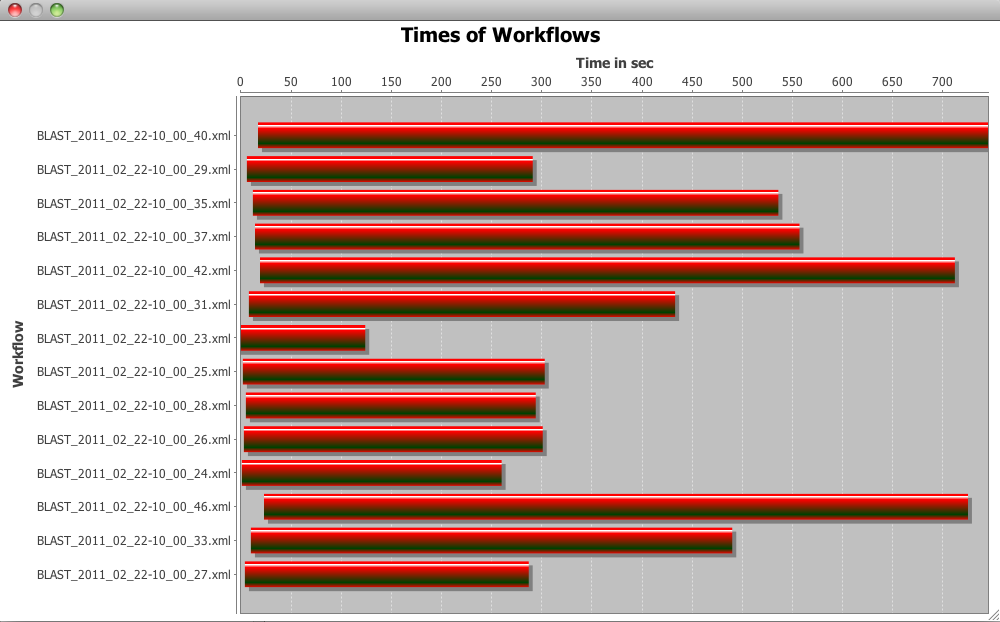 Times of Workflows
Time in sec
0 50 100 150 200 250 300 350 400 450 500 550 600 650 700
Workflow
BLAST_2011_02_22-10_00_40.xml
BLAST_2011_02_22-10_00_29.xml
BLAST_2011_02_22-10_00_35.xml
BLAST_2011_02_22-10_00_37.xml
BLAST_2011_02_22-10_00_42.xml
BLAST_2011_02_22-10_00_31.xml
BLAST_2011_02_22-10_00_23.xml
BLAST_2011_02_22-10_00_25.xml
BLAST_2011_02_22-10_00_28.xml
BLAST_2011_02_22-10_00_26.xml
BLAST_2011_02_22-10_00_24.xml
BLAST_2011_02_22-10_00_46.xml
BLAST_2011_02_22-10_00_33.xml
BLAST_2011_02_22-10_00_27.xml